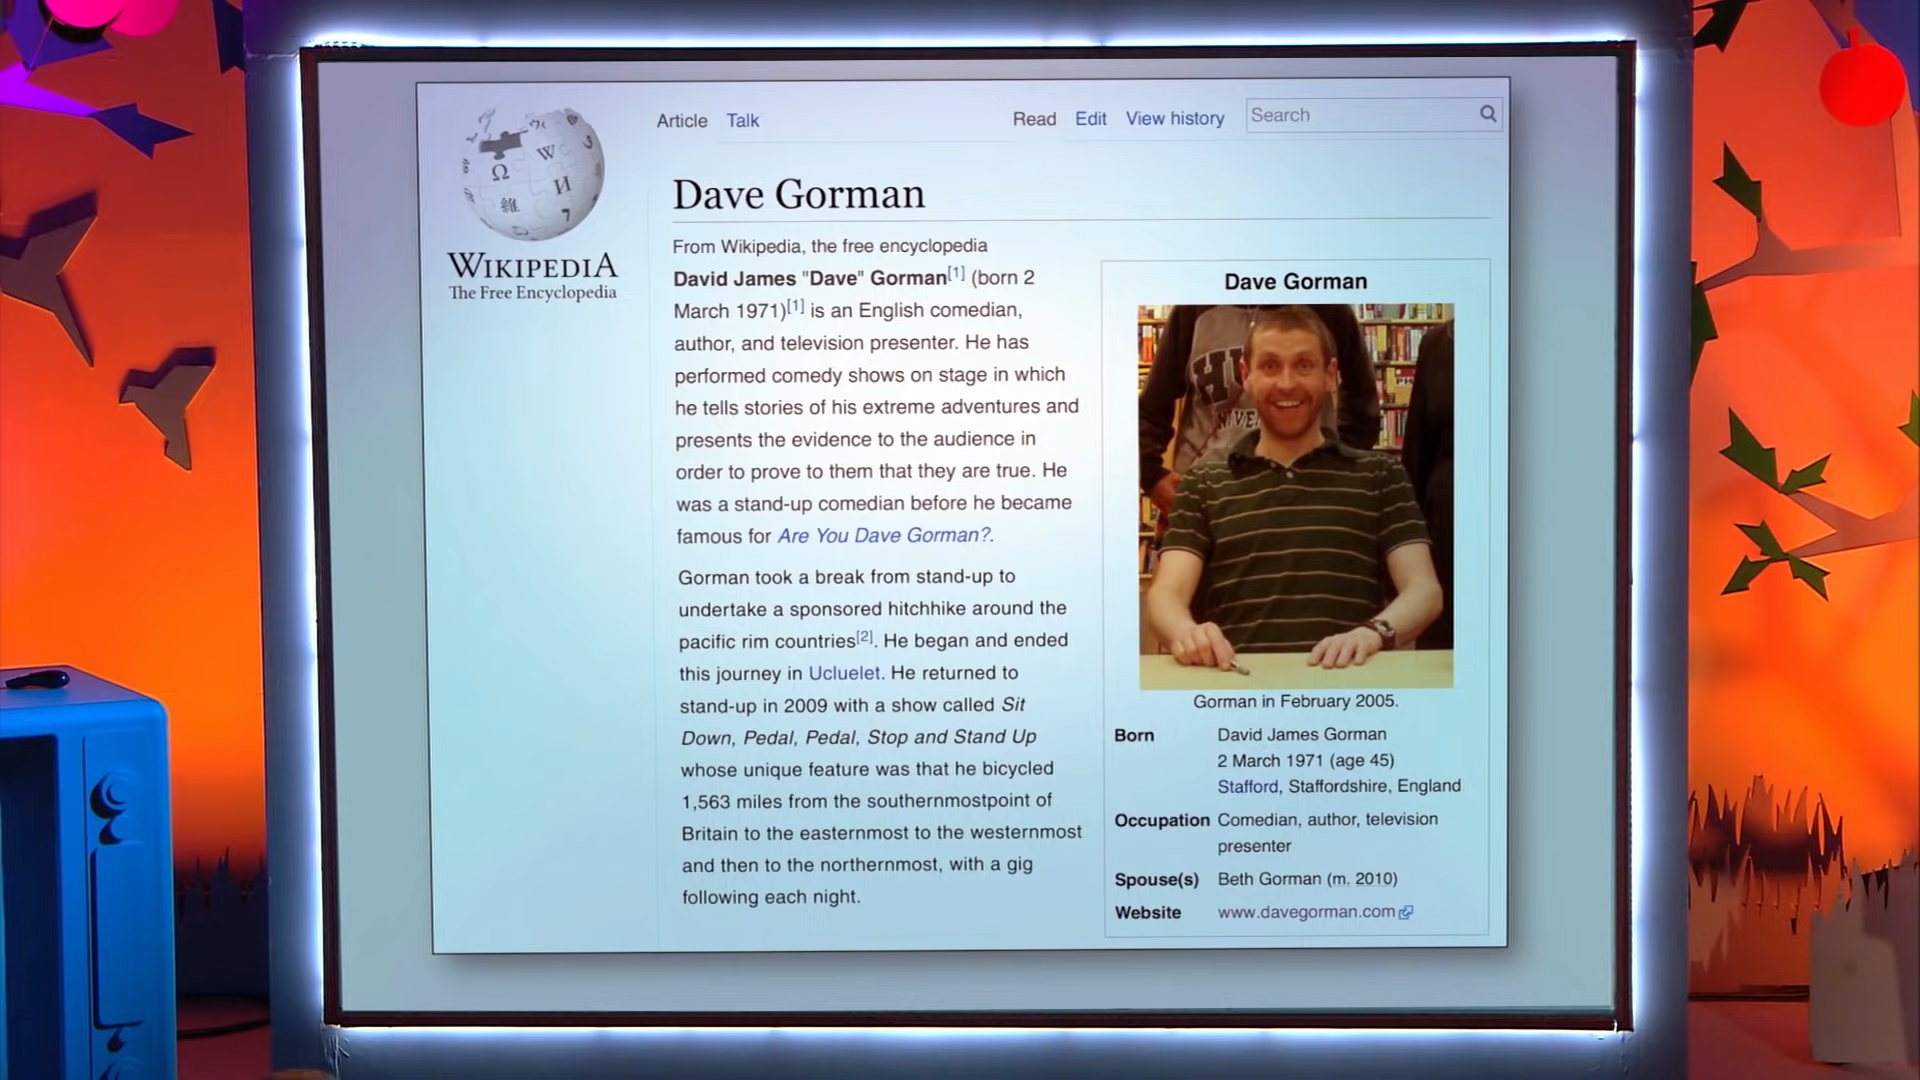 Article Talk Read Edit View history Search
WIKIPEDIA
The Free Encyclopedia
Dave Gorman
From Wikipedia, the free encyclopedia
David James "Dave" Gorman[1] (born 2
March 1971)[1] is an English comedian,
author, and television presenter. He has
performed comedy shows on stage in which
he tells stories of his extreme adventures and
presents the evidence to the audience in
order to prove to them that they are true. He
was a stand-up comedian before he became
famous for Are You Dave Gorman?.
Gorman took a break from stand-up to
undertake a sponsored hitchhike around the
pacific rim countries[2]. He began and ended
this journey in Ucluelet. He returned to
stand-up in 2009 with a show called Sit
Down, Pedal, Pedal, Stop and Stand Up
whose unique feature was that he bicycled
1,563 miles from the southernmostpoint of
Britain to the easternmost to the westernmost
and then to the northernmost, with a gig
following each night.
Dave Gorman
Gorman in February 2005.
Born David James Gorman
2 March 1971 (age 45)
Stafford, Staffordshire, England
Occupation Comedian, author, television
presenter
Spouse(s) Beth Gorman (m. 2010)
Website www.davegorman.com